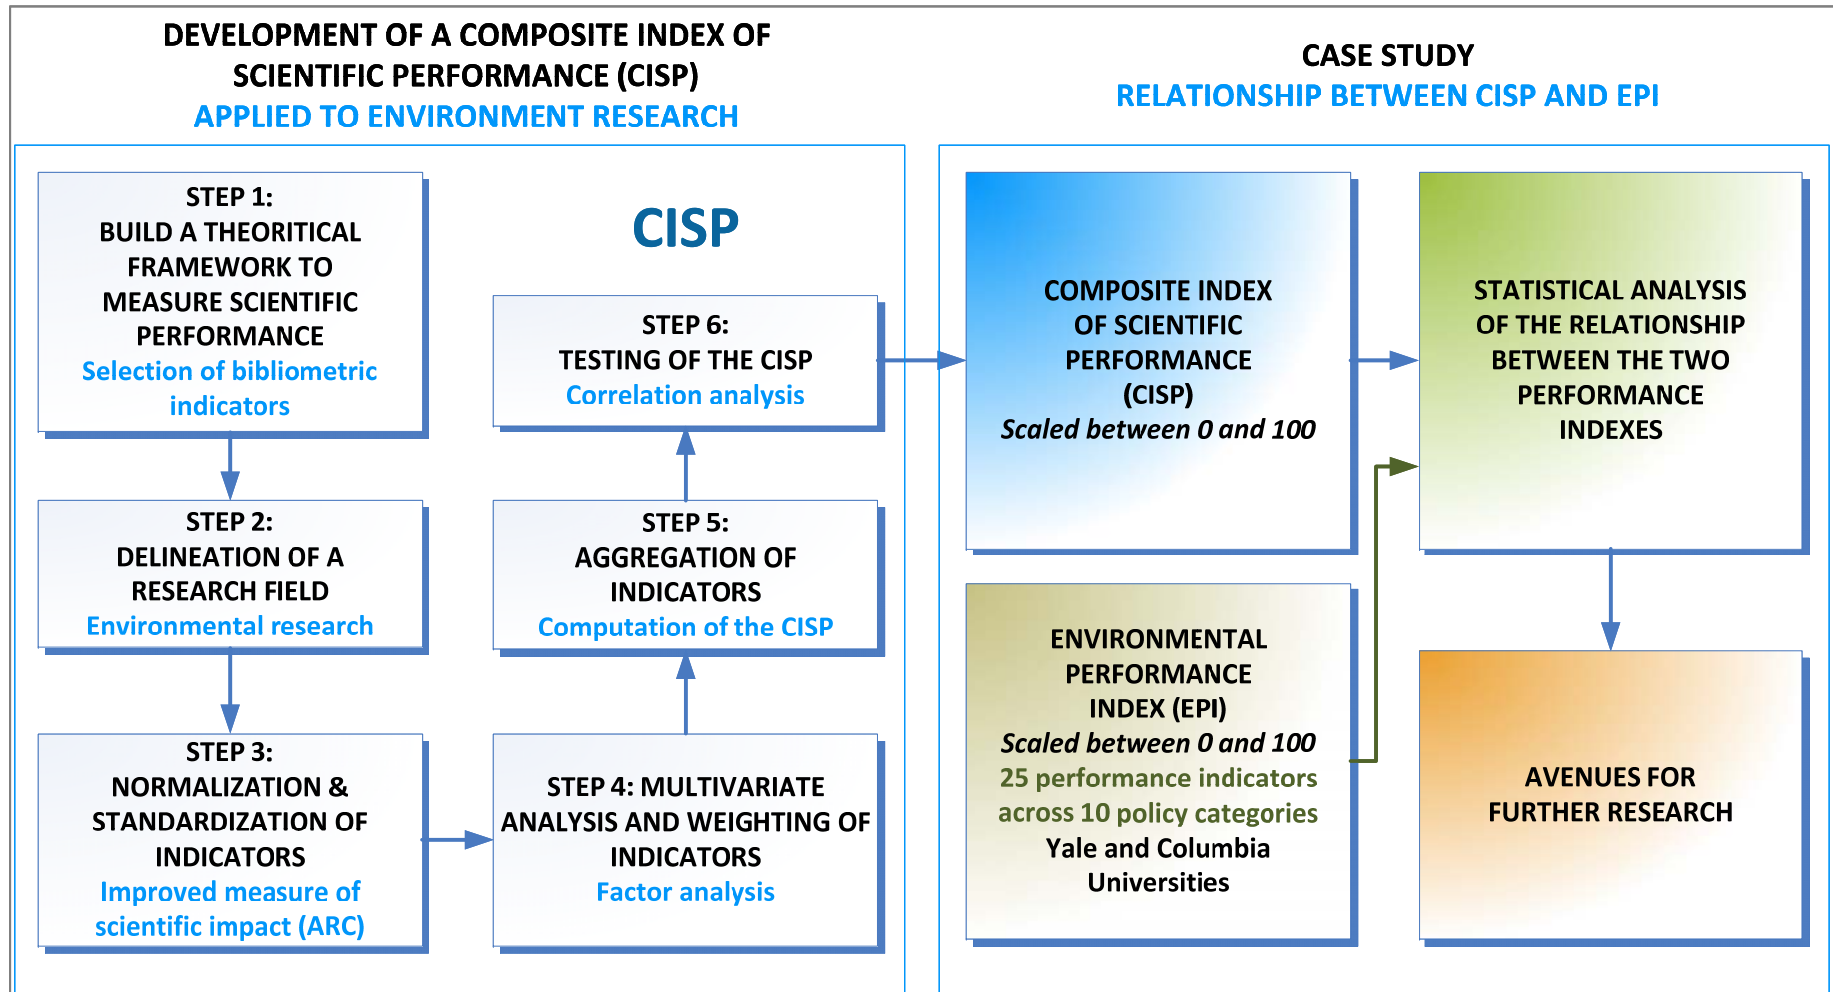 DEVELOPMENT OF A COMPOSITE INDEX OF
SCIENTIFIC PERFORMANCE (CISP)
APPLIED TO ENVIRONMENT RESEARCH
STEP 1:
BUILD A THEORITICAL
FRAMEWORK TO
MEASURE SCIENTIFIC
PERFORMANCE
Selection of bibliometric
indicators
STEP 2:
DELINEATION OF A
RESEARCH FIELD
Environmental research
STEP 3:
NORMALIZATION &
STANDARDIZATION OF
INDICATORS
Improved measure of
scientific impact (ARC)
STEP 4: MULTIVARIATE
ANALYSIS AND WEIGHTING OF
INDICATORS
Factor analysis
STEP 5:
AGGREGATION OF
INDICATORS
Computation of the CISP
STEP 6:
TESTING OF THE CISP
Correlation analysis
CISP
CASE STUDY
RELATIONSHIP BETWEEN CISP AND EPI
COMPOSITE INDEX
OF SCIENTIFIC
PERFORMANCE
(CISP)
Scaled between 0 and 100
ENVIRONMENTAL
PERFORMANCE
INDEX (EPI)
Scaled between 0 and 100
25 performance indicators
across 10 policy categories
Yale and Columbia
Universities
STATISTICAL ANALYSIS
OF THE RELATIONSHIP
BETWEEN THE TWO
PERFORMANCE
INDEXES
AVENUES FOR
FURTHER RESEARCH